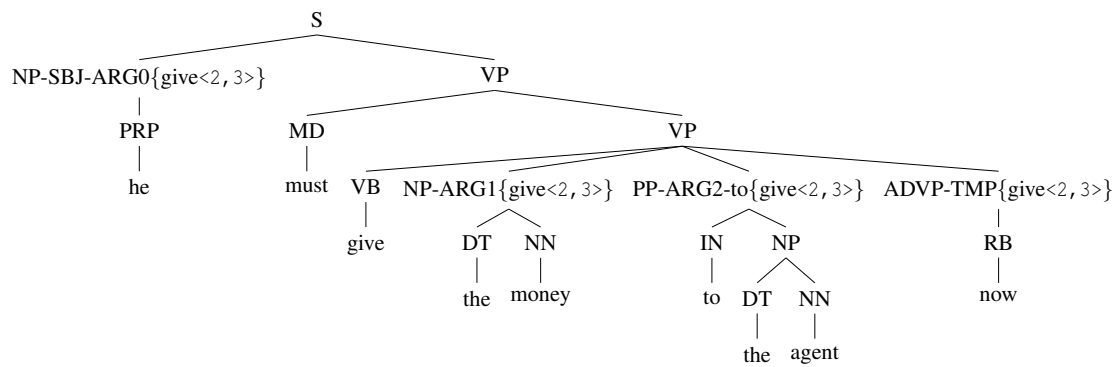 S
NP-SBJ-ARG0{give<2,3>} VP
PRP MD VP
he must VB NP-ARG1{give<2,3>} PP-ARG2-to{give<2,3>} ADVP-TMP{give<2,3>}
give DT NN IN NP RB
the money to DT NN now
the agent